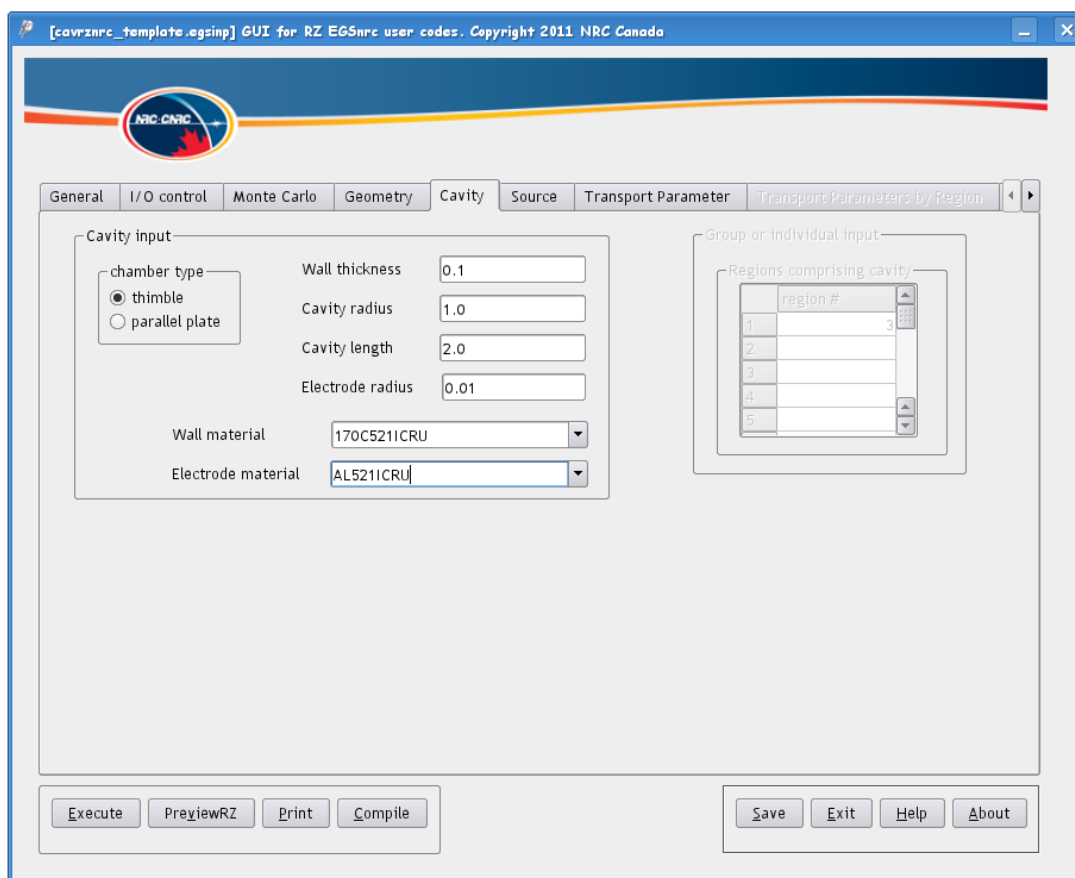 [cavrznrc_template.egsinp] GUI for RZ EGSnrc user codes. Copyright 2011 NRC Canada
NRC·CNRC
General I/O control Monte Carlo Geometry Cavity Source Transport Parameter Transport Parameters by Region
Cavity input
chamber type
thimble
parallel plate
Wall thickness 0.1
Cavity radius 1.0
Cavity length 2.0
Electrode radius 0.01
Wall material 170C521ICRU
Electrode material AL521ICRU
Group or individual input
Regions comprising cavity
region #
1 3
2
3
4
5
Execute PreviewRZ Print Compile
Save Exit Help About